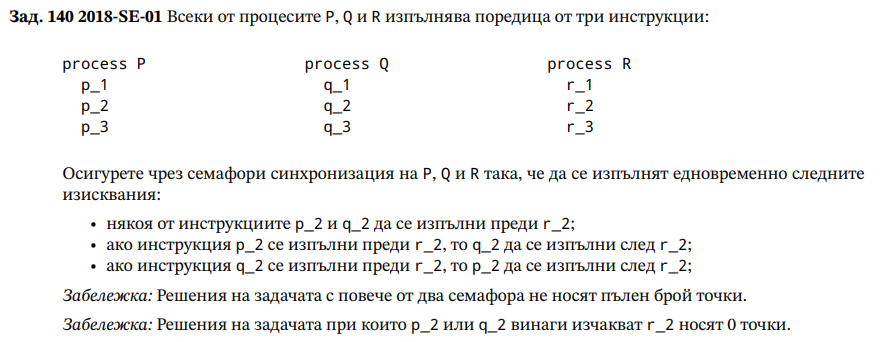 Зад. 140 2018-SE-01 Всеки от процесите P, Q и R изпълнява поредица от три инструкции:
process P process Q process R
p_1 q_1 r_1
p_2 q_2 r_2
p_3 q_3 r_3
Осигурете чрез семафори синхронизация на P, Q и R така, че да се изпълнят едновременно следните
изисквания:
• някоя от инструкциите p_2 и q_2 да се изпълни преди r_2;
• ако инструкция p_2 се изпълни преди r_2, то q_2 да се изпълни след r_2;
• ако инструкция q_2 се изпълни преди r_2, то p_2 да се изпълни след r_2;
Забележка: Решения на задачата с повече от два семафора не носят пълен брой точки.
Забележка: Решения на задачата при които p_2 или q_2 винаги изчакват r_2 носят 0 точки.